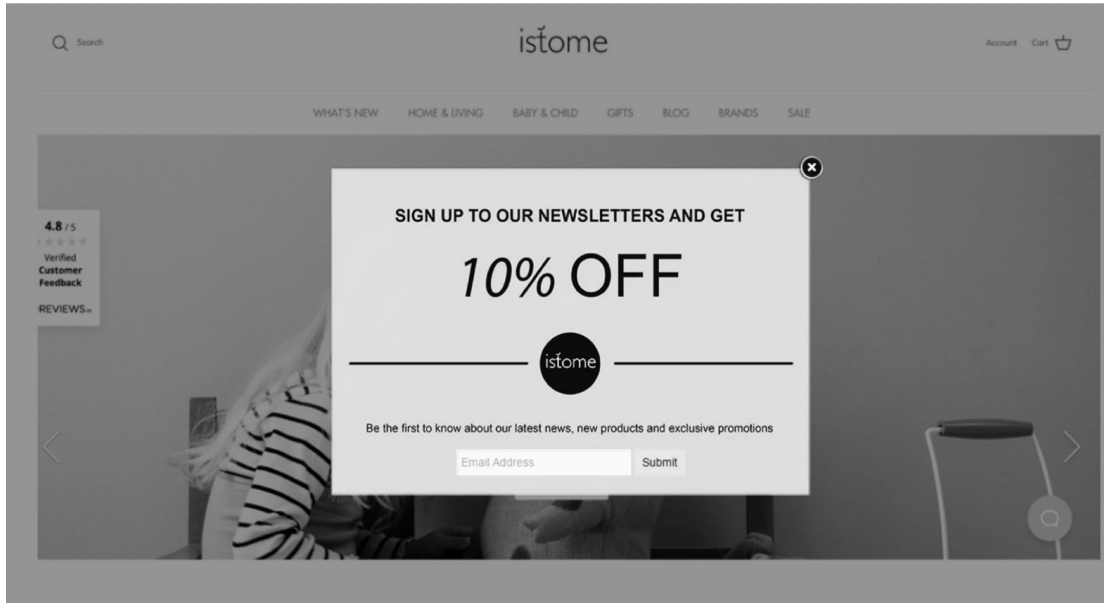 Search
istome
Account Cart
WHAT'S NEW HOME & LIVING BABY & CHILD GIFTS BLOG BRANDS SALE
SIGN UP TO OUR NEWSLETTERS AND GET
10% OFF
istome
Be the first to know about our latest news, new products and exclusive promotions
Email Address Submit
4.8 / 5
Verified
Customer
Feedback
REVIEWS